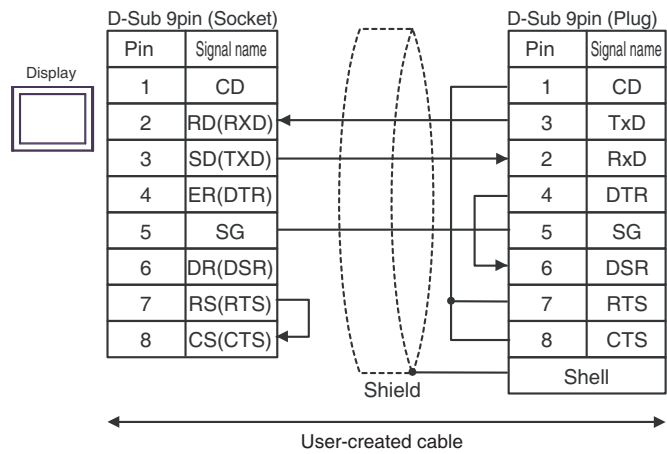 D-Sub 9pin (Socket)
D-Sub 9pin (Plug)
Pin Signal name Pin Signal name
Display
1 CD 1 CD
2 RD(RXD) 3 TxD
3 SD(TXD) 2 RxD
4 ER(DTR) 4 DTR
5 SG 5 SG
6 DR(DSR) 6 DSR
7 RS(RTS) 7 RTS
8 CS(CTS) 8 CTS
Shield Shell
User-created cable